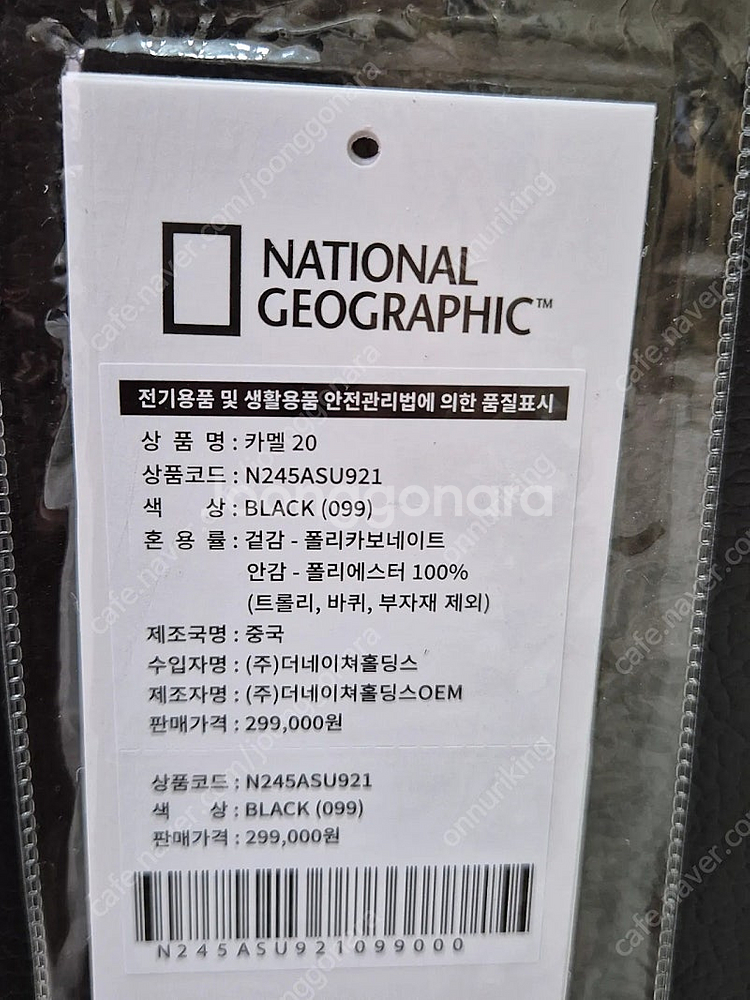 NATIONAL
GEOGRAPHIC™
전기용품 및 생활용품 안전관리법에 의한 품질표시
상 품 명 : 카멜 20
상품코드 : N245ASU921
색 상 : BLACK (099)
혼 용 률 : 겉감 - 폴리카보네이트
안감 - 폴리에스터 100%
(트롤리, 바퀴, 부자재 제외)
제조국명 : 중국
수입자명 : (주)더네이쳐홀딩스
제조자명 : (주)더네이쳐홀딩스OEM
판매가격 : 299,000원
상품코드 : N245ASU921
색 상 : BLACK (099)
판매가격 : 299,000원
N245ASU921099000
joonggonara
cafe.naver.com/joonggonara
onnuriking